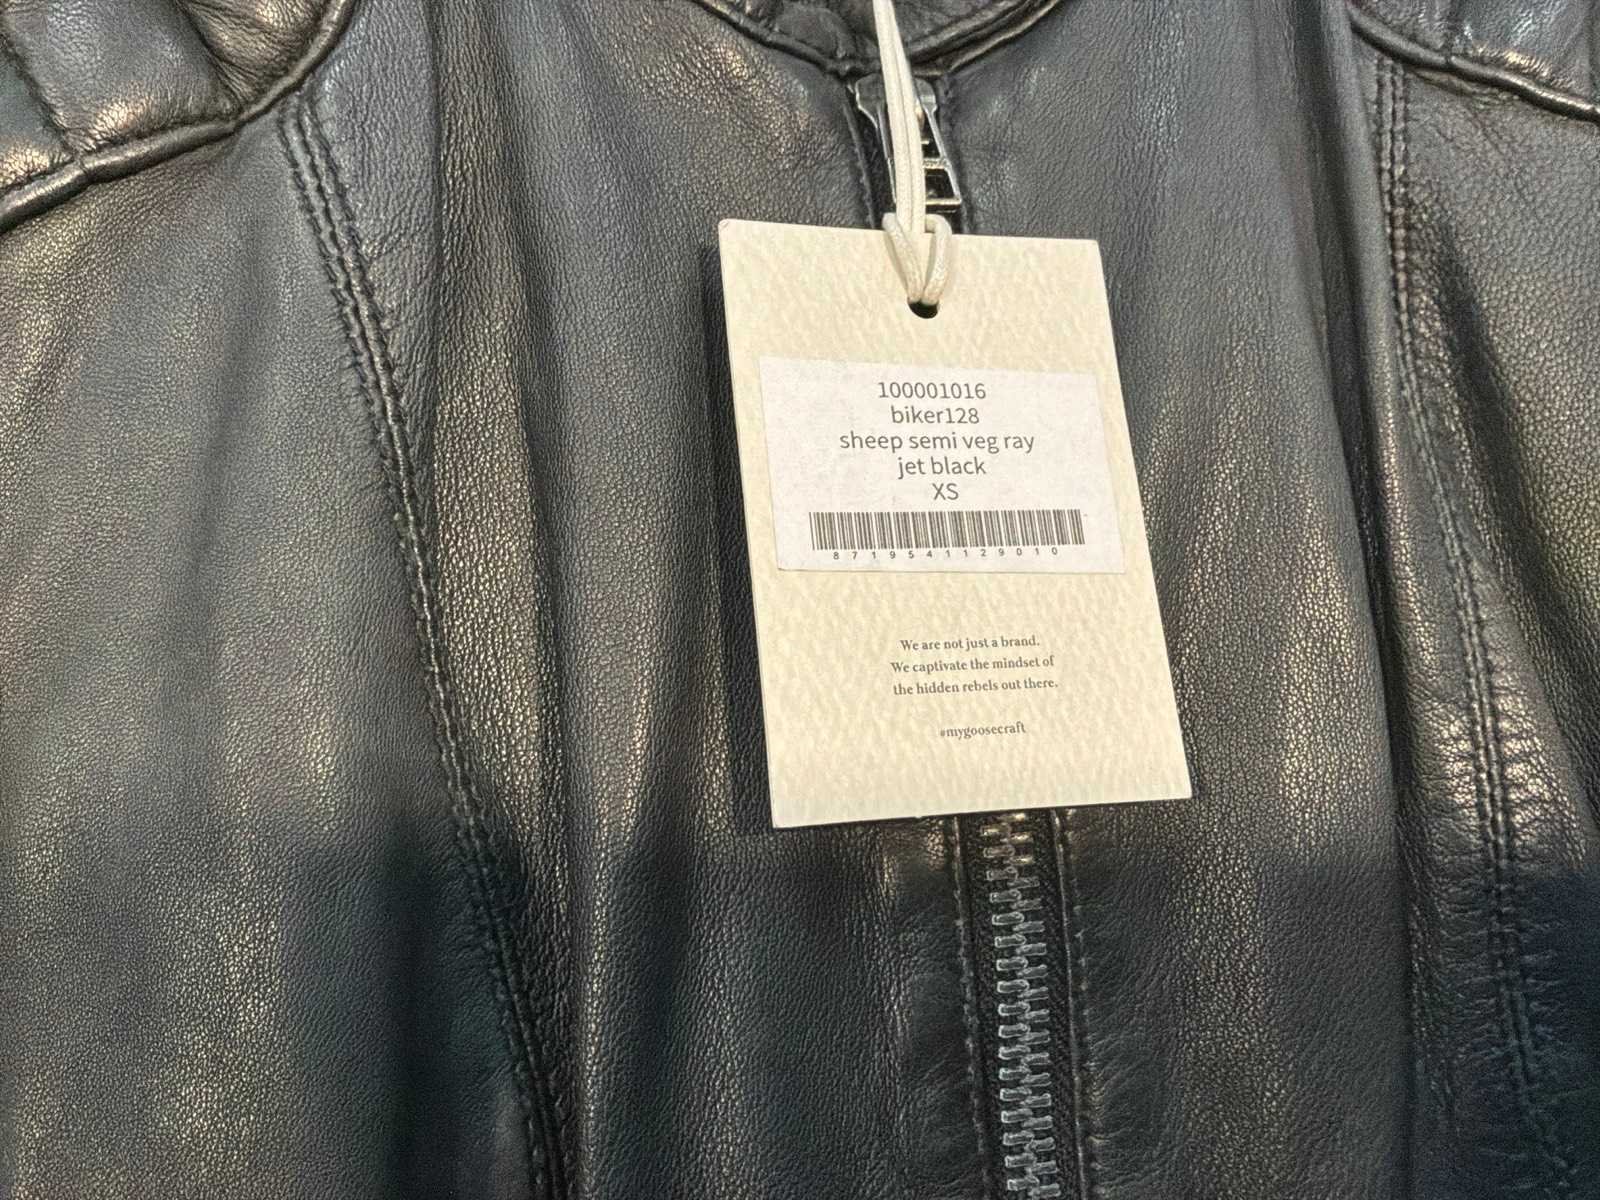 100001016
biker128
sheep semi veg ray
jet black
XS
8719541129010
We are not just a brand.
We captivate the mindset of
the hidden rebels out there.
#mygoosecraft